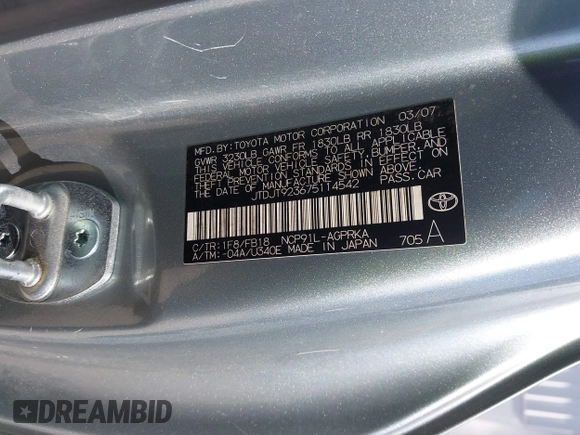 MFD. BY: TOYOTA MOTOR CORPORATION 03/07
GVWR 3230LB GAWR FR 1830LB RR 1830LB
THIS VEHICLE CONFORMS TO ALL APPLICABLE
FEDERAL MOTOR VEHICLE SAFETY, BUMPER, AND
THEFT PREVENTION STANDARDS IN EFFECT ON
THE DATE OF MANUFACTURE SHOWN ABOVE.
JTDJT923675114542 PASS.CAR
C/TR: 1F8/FB18 NCP91L-AGPRKA
A/TM: -04A/U340E MADE IN JAPAN 705 A
DREAMBID